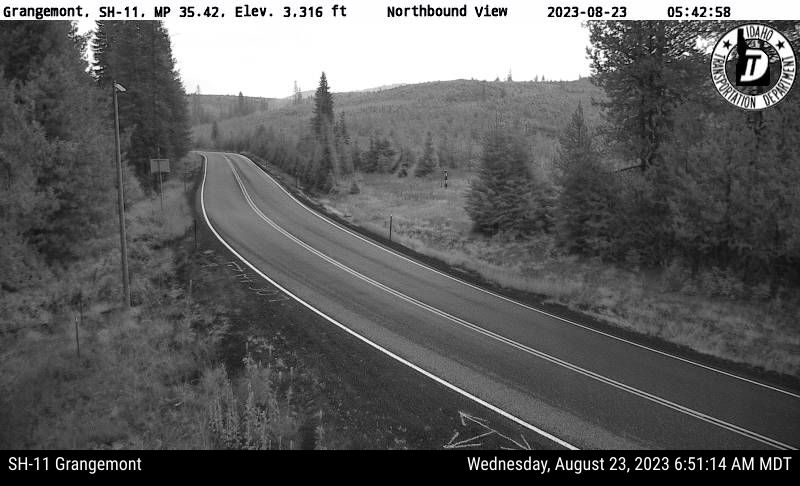 Grangemont, SH-11, MP 35.42, Elev. 3,316 ft Northbound View 2023-08-23 05:42:58
IDAHO
TRANSPORTATION DEPARTMENT
SH-11 Grangemont Wednesday, August 23, 2023 6:51:14 AM MDT